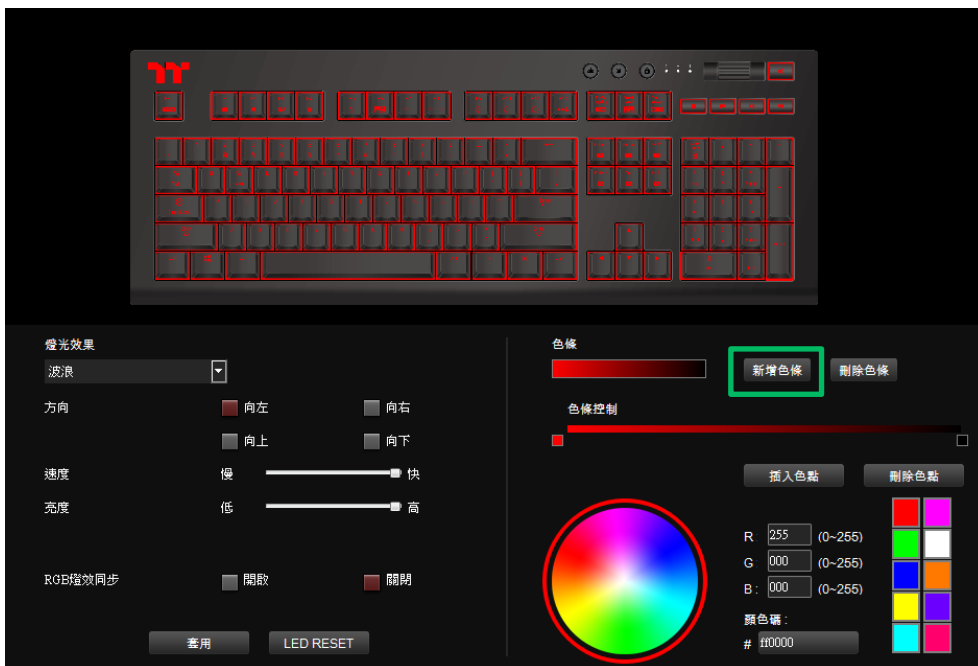 燈光效果
波浪
方向
向左
向右
向上
向下
速度
慢
快
亮度
低
高
RGB燈效同步
開啟
關閉
套用
LED RESET
色條
新增色條
刪除色條
色條控制
插入色點
刪除色點
R 255 (0~255)
G 000 (0~255)
B : 000 (0~255)
顏色碼 :
# ff0000